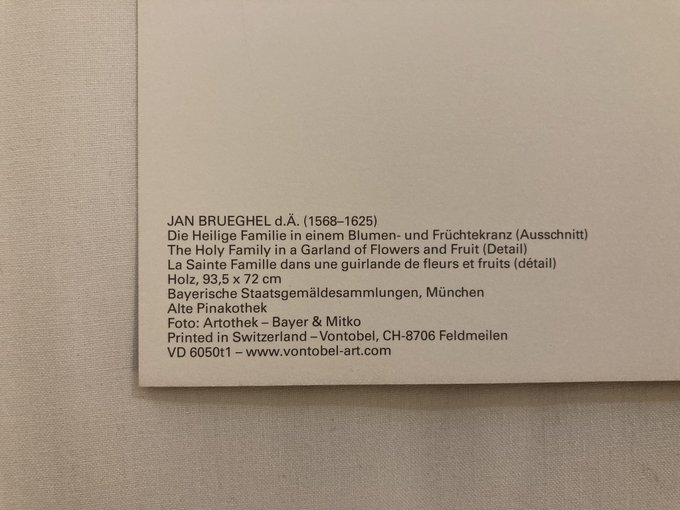 JAN BRUEGHEL d.Ä. (1568–1625)
Die Heilige Familie in einem Blumen- und Früchtekranz (Ausschnitt)
The Holy Family in a Garland of Flowers and Fruit (Detail)
La Sainte Famille dans une guirlande de fleurs et fruits (détail)
Holz, 93,5 x 72 cm
Bayerische Staatsgemäldesammlungen, München
Alte Pinakothek
Foto: Artothek – Bayer & Mitko
Printed in Switzerland – Vontobel, CH-8706 Feldmeilen
VD 6050t1 – www.vontobel-art.com